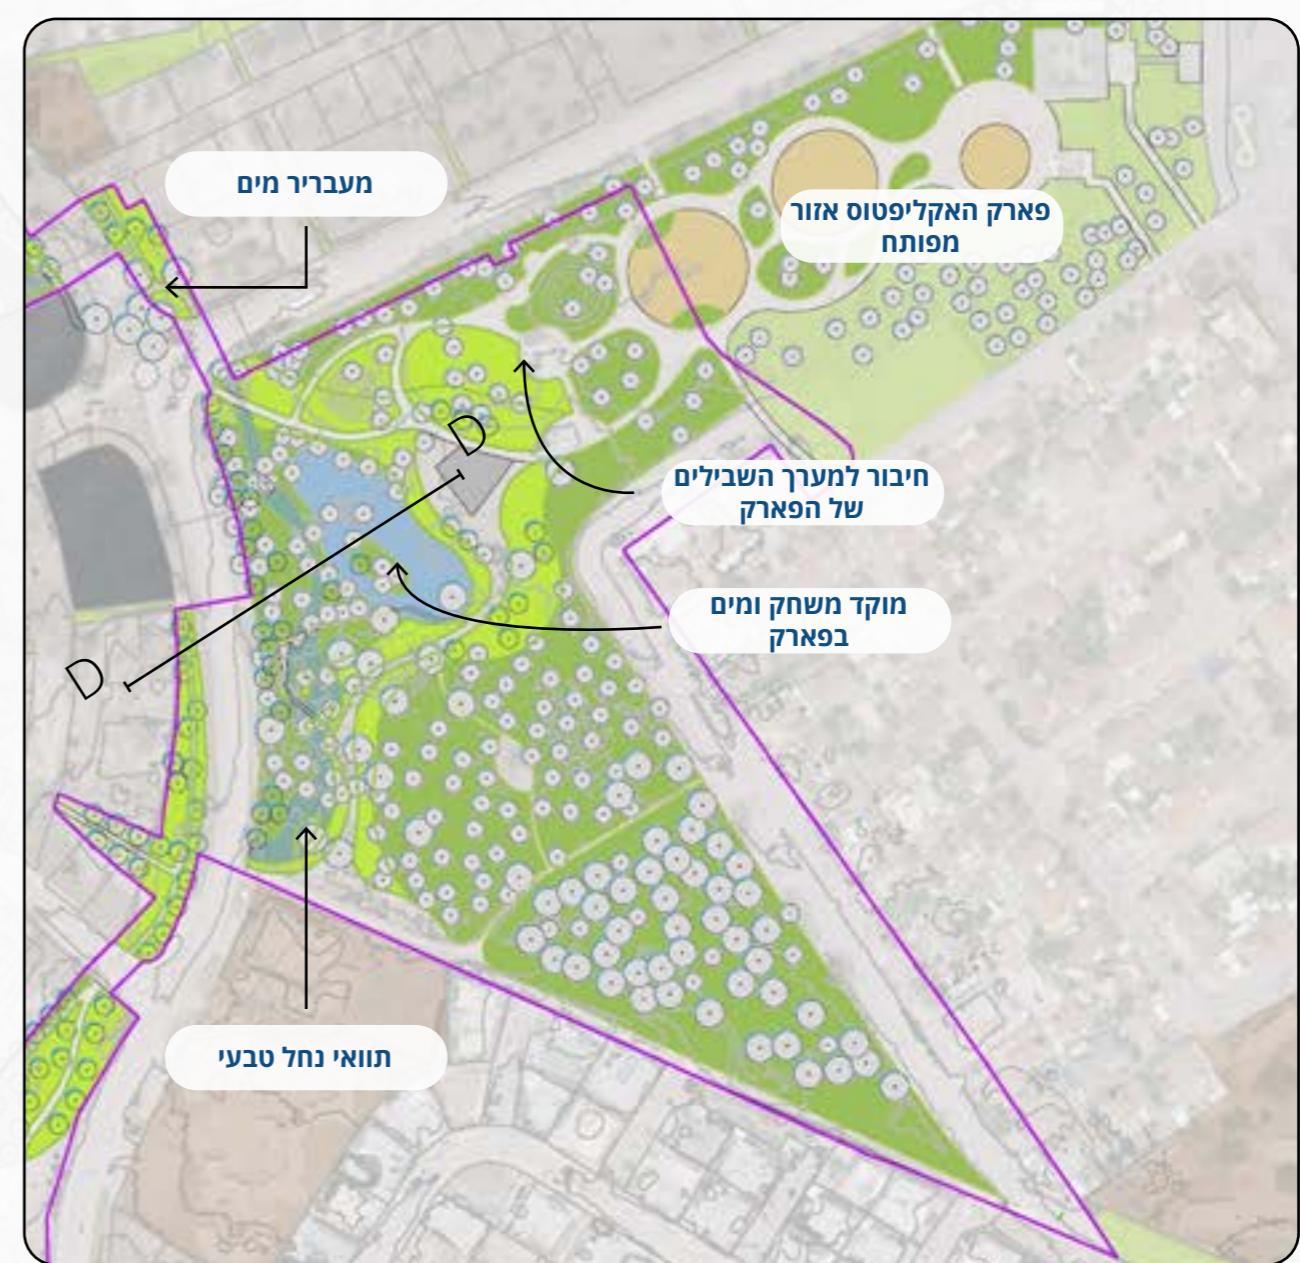 מעבריר מים
פארק האקליפטוס אזור
מפותח
D
חיבור למערך השבילים
של הפארק
מוקד משחק ומים
בפארק
D
תוואי נחל טבעי